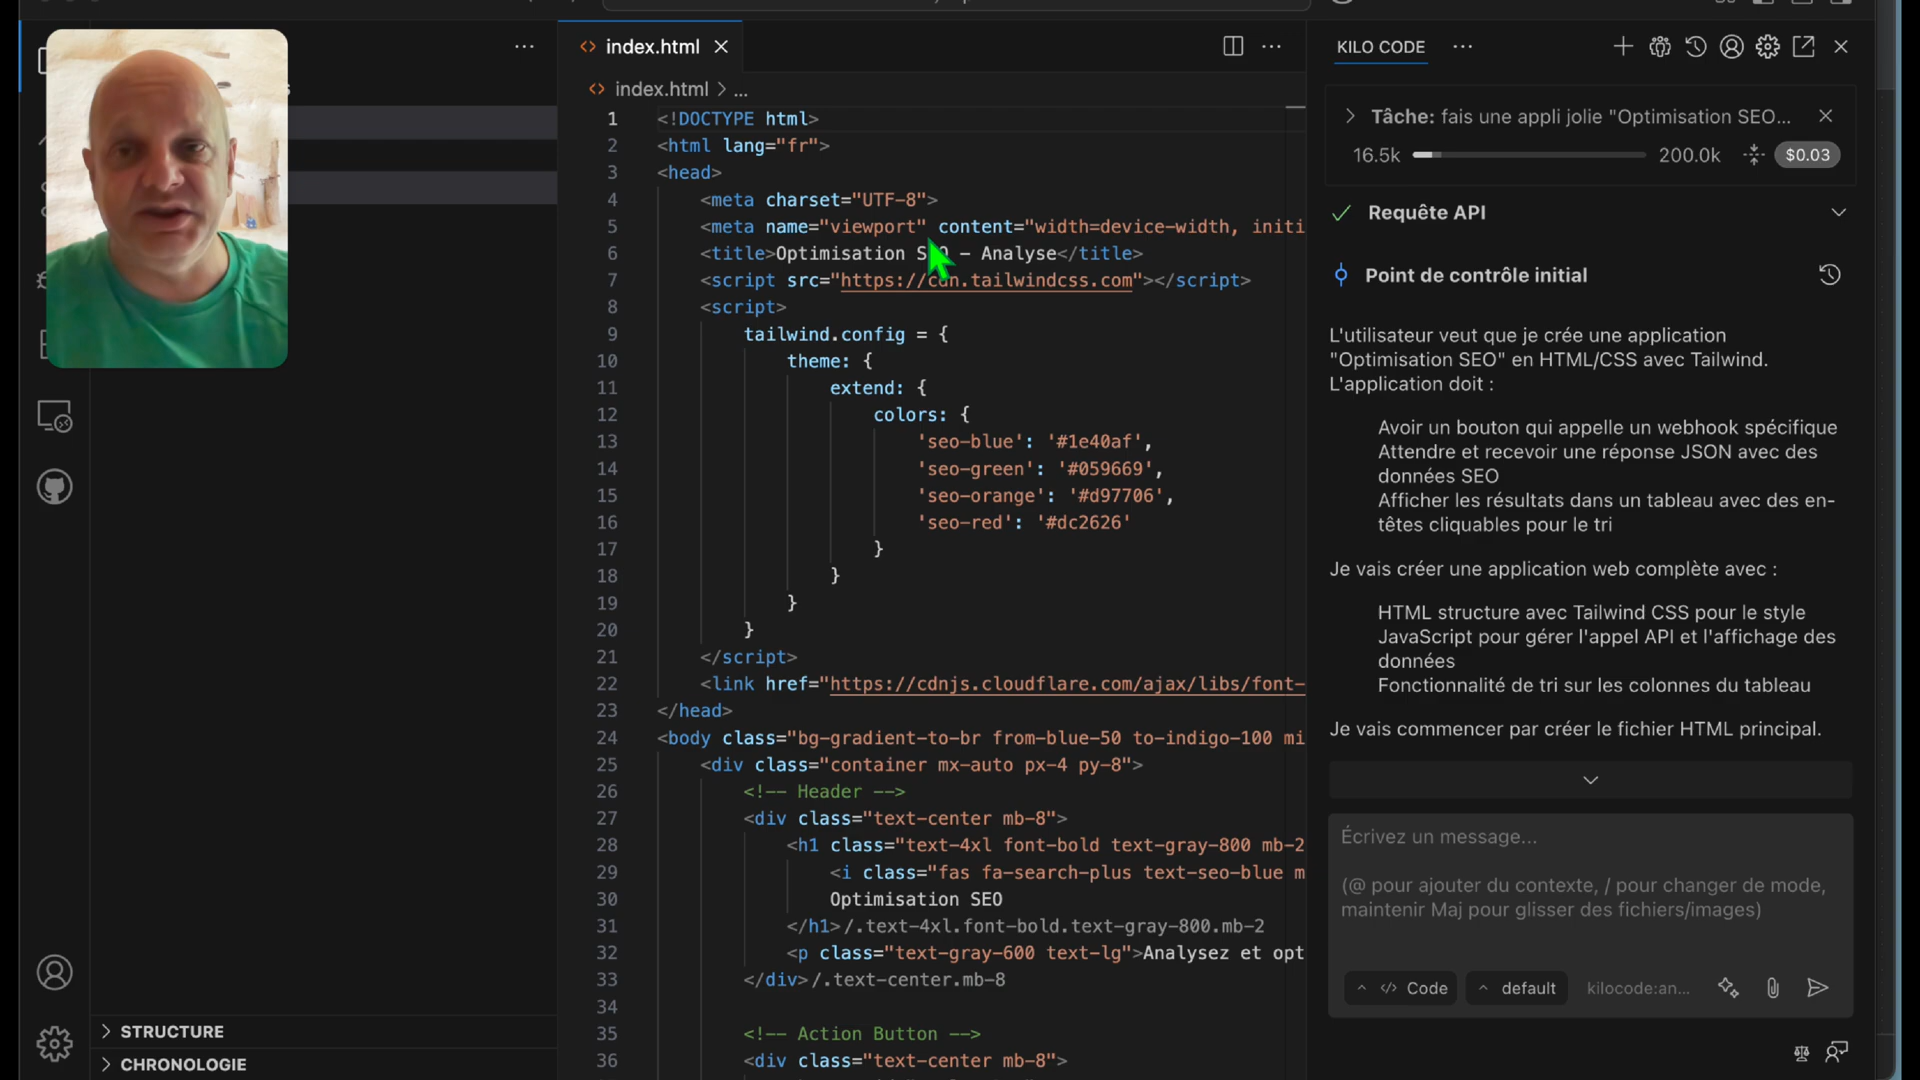 index.html
index.html > ...
1 <!DOCTYPE html>
2 <html lang="fr">
3 <head>
4 <meta charset="UTF-8">
5 <meta name="viewport" content="width=device-width, initi
6 <title>Optimisation SEO – Analyse</title>
7 <script src="https://cdn.tailwindcss.com"></script>
8 <script>
9 tailwind.config = {
10 theme: {
11 extend: {
12 colors: {
13 'seo-blue': '#1e40af',
14 'seo-green': '#059669',
15 'seo-orange': '#d97706',
16 'seo-red': '#dc2626'
17 }
18 }
19 }
20 }
21 </script>
22 <link href="https://cdnjs.cloudflare.com/ajax/libs/font-
23 </head>
24 <body class="bg-gradient-to-br from-blue-50 to-indigo-100 mi
25 <div class="container mx-auto px-4 py-8">
26 <!-- Header -->
27 <div class="text-center mb-8">
28 <h1 class="text-4xl font-bold text-gray-800 mb-2
29 <i class="fas fa-search-plus text-seo-blue m
30 Optimisation SEO
31 </h1>/.text-4xl.font-bold.text-gray-800.mb-2
32 <p class="text-gray-600 text-lg">Analysez et opt
33 </div>/.text-center.mb-8
34
35 <!-- Action Button -->
36 <div class="text-center mb-8">
STRUCTURE
CHRONOLOGIE
KILO CODE
Tâche: fais une appli jolie "Optimisation SEO...
16.5k 200.0k $0.03
Requête API
Point de contrôle initial
L'utilisateur veut que je crée une application
"Optimisation SEO" en HTML/CSS avec Tailwind.
L'application doit :
Avoir un bouton qui appelle un webhook spécifique
Attendre et recevoir une réponse JSON avec des
données SEO
Afficher les résultats dans un tableau avec des en-
têtes cliquables pour le tri
Je vais créer une application web complète avec :
HTML structure avec Tailwind CSS pour le style
JavaScript pour gérer l'appel API et l'affichage des
données
Fonctionnalité de tri sur les colonnes du tableau
Je vais commencer par créer le fichier HTML principal.
Écrivez un message...
(@ pour ajouter du contexte, / pour changer de mode,
maintenir Maj pour glisser des fichiers/images)
Code default kilocode:an...